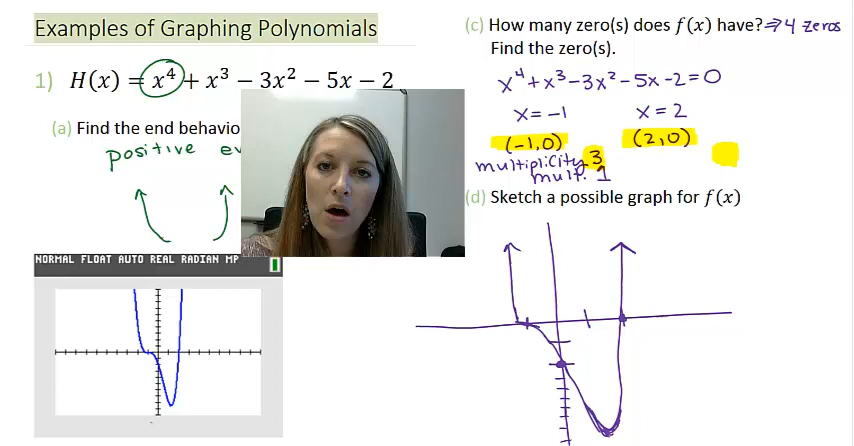 Examples of Graphing Polynomials
1) H(x) = x⁴ + x³ − 3x² − 5x − 2
(a) Find the end behavio
positive ev
NORMAL FLOAT AUTO REAL RADIAN MP
(c) How many zero(s) does f(x) have? ⇒ 4 zeros
Find the zero(s).
x⁴ + x³ − 3x² − 5x − 2 = 0
x = −1 x = 2
(−1,0) (2,0)
multiplicity 3
mult. 1
(d) Sketch a possible graph for f(x)